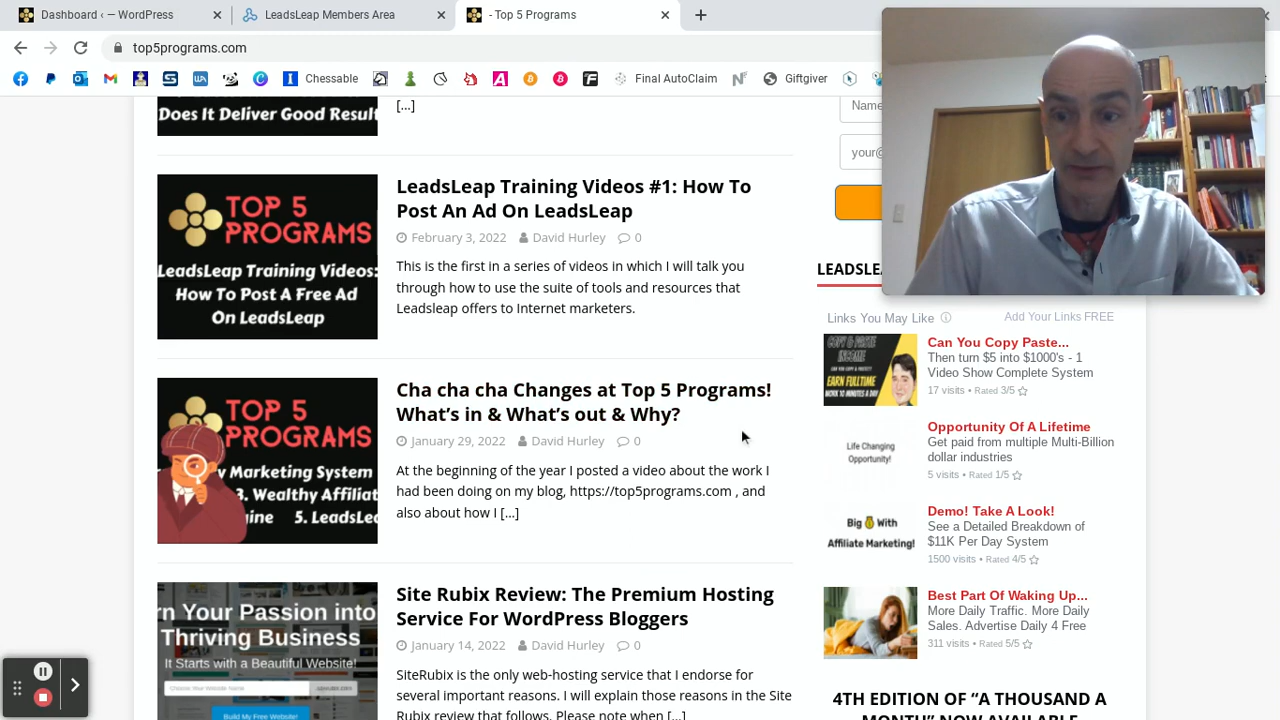 Dashboard ‹ — WordPress
LeadsLeap Members Area
- Top 5 Programs
top5programs.com
Chessable
Final AutoClaim
Giftgiver
Does It Deliver Good Result
[...]
Name
your@
TOP 5
PROGRAMS
LeadsLeap Training Videos:
How To Post A Free Ad
On LeadsLeap
LeadsLeap Training Videos #1: How To
Post An Ad On LeadsLeap
February 3, 2022 David Hurley 0
This is the first in a series of videos in which I will talk you
through how to use the suite of tools and resources that
Leadsleap offers to Internet marketers.
TOP 5
PROGRAMS
w Marketing System
3. Wealthy Affiliat
gine 5. LeadsLea
Cha cha cha Changes at Top 5 Programs!
What's in & What's out & Why?
January 29, 2022 David Hurley 0
At the beginning of the year I posted a video about the work I
had been doing on my blog, https://top5programs.com , and
also about how I [...]
rn Your Passion into
Thriving Business
It Starts with a Beautiful Website!
Build My Free Website!
Site Rubix Review: The Premium Hosting
Service For WordPress Bloggers
January 14, 2022 David Hurley 0
SiteRubix is the only web-hosting service that I endorse for
several important reasons. I will explain those reasons in the Site
Rubix review that follows. Please note when [...]
LEADSLE
Links You May Like
Add Your Links FREE
COPY & PASTE
INCOME
Can You Copy Paste...
Then turn $5 into $1000's - 1
Video Show Complete System
17 visits • Rated 3/5
Life Changing
Opportunity!
Opportunity Of A Lifetime
Get paid from multiple Multi-Billion
dollar industries
5 visits • Rated 1/5
Big With
Affiliate Marketing!
Demo! Take A Look!
See a Detailed Breakdown of
$11K Per Day System
1500 visits • Rated 4/5
Best Part Of Waking Up...
More Daily Traffic. More Daily
Sales. Advertise Daily 4 Free
311 visits • Rated 5/5
4TH EDITION OF "A THOUSAND A
MONTH" NOW AVAILABLE